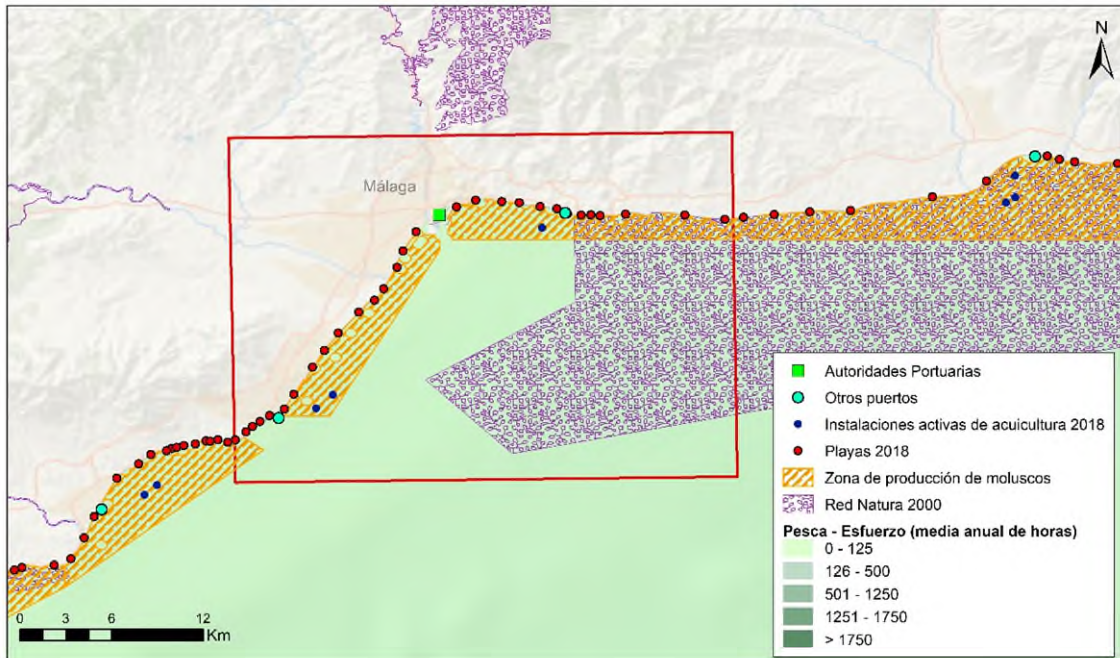 N
Málaga
Autoridades Portuarias
Otros puertos
Instalaciones activas de acuicultura 2018
Playas 2018
Zona de producción de moluscos
Red Natura 2000
Pesca - Esfuerzo (media anual de horas)
0 - 125
126 - 500
501 - 1250
1251 - 1750
> 1750
0 3 6 12
Km